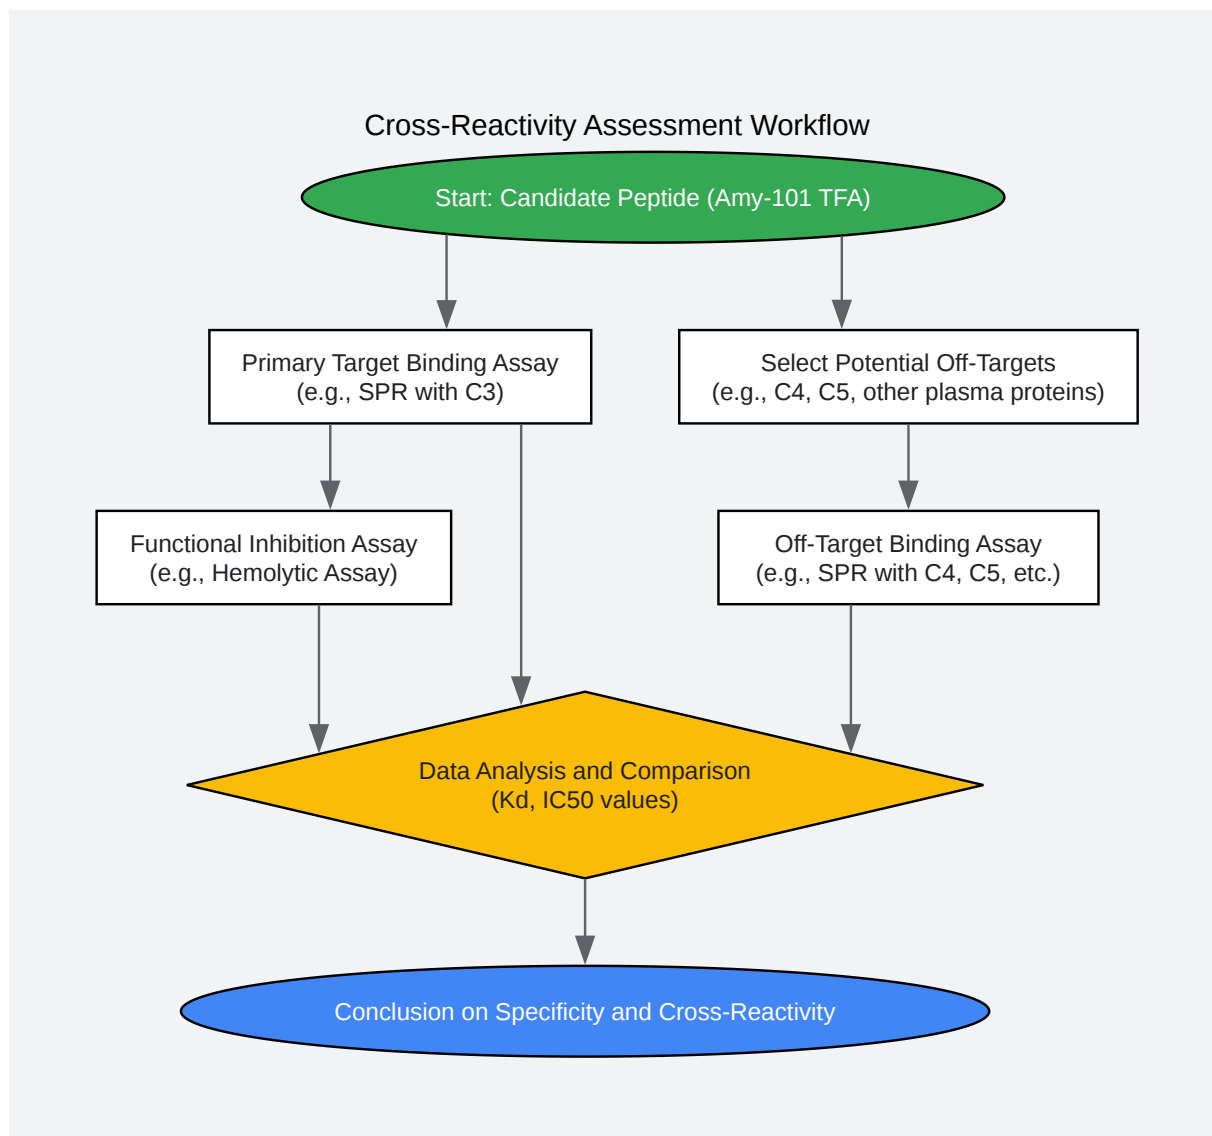 Cross-Reactivity Assessment Workflow
Start: Candidate Peptide (Amy-101 TFA)
Primary Target Binding Assay
(e.g., SPR with C3)
Select Potential Off-Targets
(e.g., C4, C5, other plasma proteins)
Functional Inhibition Assay
(e.g., Hemolytic Assay)
Off-Target Binding Assay
(e.g., SPR with C4, C5, etc.)
Data Analysis and Comparison
(Kd, IC50 values)
Conclusion on Specificity and Cross-Reactivity